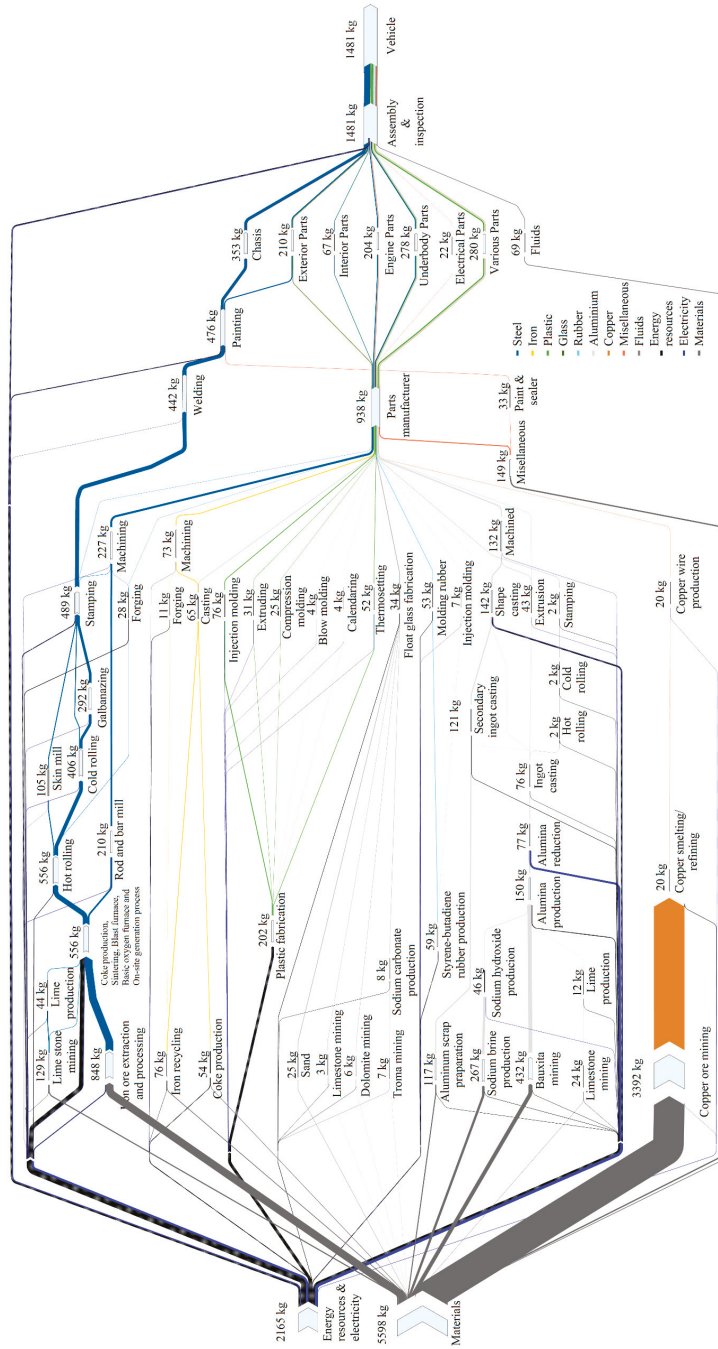 1481 kg
Vehicle
1481 kg
Assembly
&
inspection
353 kg
Chasis
210 kg
Exterior Parts
67 kg
Interior Parts
204 kg
Engine Parts
278 kg
Underbody Parts
22 kg
Electrical Parts
280 kg
Various Parts
69 kg
Fluids
476 kg
Painting
442 kg
Welding
938 kg
Parts
manufacturer
33 kg
Paint &
sealer
149 kg
Misellaneous
Steel
Iron
Plastic
Glass
Rubber
Aluminium
Copper
Miscellaneous
Fluids
Energy
resources
Electricity
Materials
489 kg
Stamping
227 kg
Machining
28 kg
Forging
73 kg
Machining
11 kg
Forging
65 kg
Casting
76 kg
Injection molding
31 kg
Extruding
25 kg
Compression
molding
4 kg
Blow molding
4 kg
Calendaring
52 kg
Thermosetting
34 kg
Float glass fabrication
53 kg
Molding rubber
7 kg
Injection molding
132 kg
Machined
142 kg
Shape
casting
43 kg
Extrusion
2 kg
Stamping
20 kg
Copper wire
production
292 kg
Galbanazing
105 kg
Skin mill
406 kg
Cold rolling
556 kg
Hot rolling
210 kg
Rod and bar mill
121 kg
Secondary
ingot casting
2 kg
Cold
rolling
2 kg
Hot
rolling
76 kg
Ingot
casting
556 kg
Coke production,
Sintering, Blast furnace,
Basic oxygen furnace and
On-site generation process
202 kg
Plastic fabrication
59 kg
Styrene-butadiene
rubber production
77 kg
Alumina
reduction
150 kg
Alumina
production
20 kg
Copper smelting/
refining
44 kg
Lime
production
129 kg
Lime stone
mining
848 kg
Iron ore extraction
and processing
76 kg
Iron recycling
54 kg
Coke production
8 kg
Sodium carbonate
production
25 kg
Sand
3 kg
Limestone mining
6 kg
Dolomite mining
7 kg
Troma mining
46 kg
Sodium hydroxide
producion
117 kg
Aluminum scrap
praparation
267 kg
Sodium brine
production
432 kg
Bauxita
mining
12 kg
Lime
production
24 kg
Limestone
mining
3392 kg
Copper ore mining
2165 kg
Energy
resources &
electricity
5598 kg
Materials